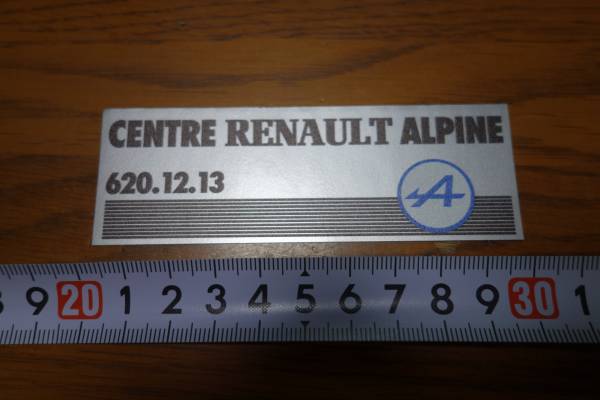 CENTRE RENAULT ALPINE
620.12.13
A
9 20 1 2 3 4 5 6 7 8 9 30 1